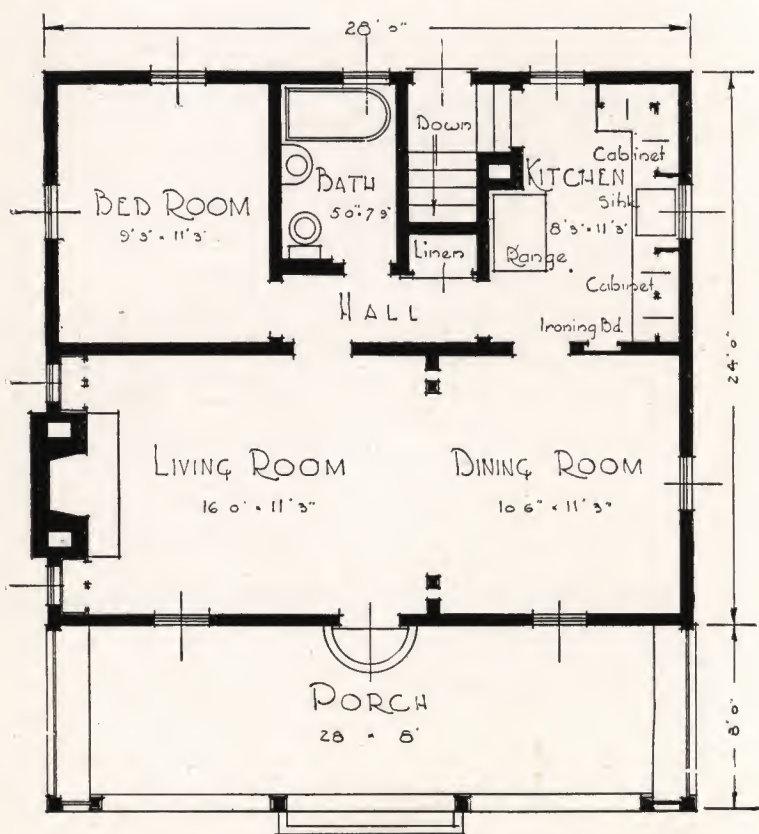 28'0"
Down
Cabinet
BATH
5'0"×7'9"
KITCHEN
Sink
8'3"×11'3"
BED ROOM
9'3"×11'3"
Linen
Range
Cabinet
HALL
Ironing Bd.
24'0"
LIVING ROOM
16'0"×11'3"
DINING ROOM
10'6"×11'3"
PORCH
28 × 8'
8'0"